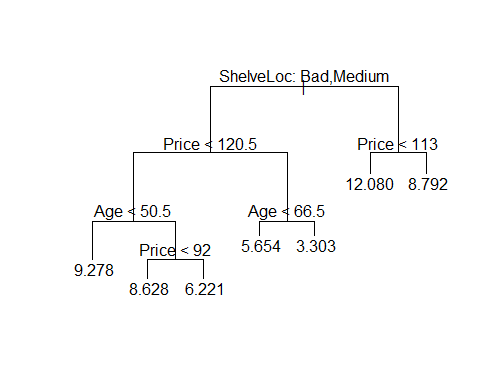 ShelveLoc: Bad,Medium
Price < 120.5
Price < 113
12.080
8.792
Age < 50.5
Age < 66.5
5.654
3.303
9.278
Price < 92
8.628
6.221